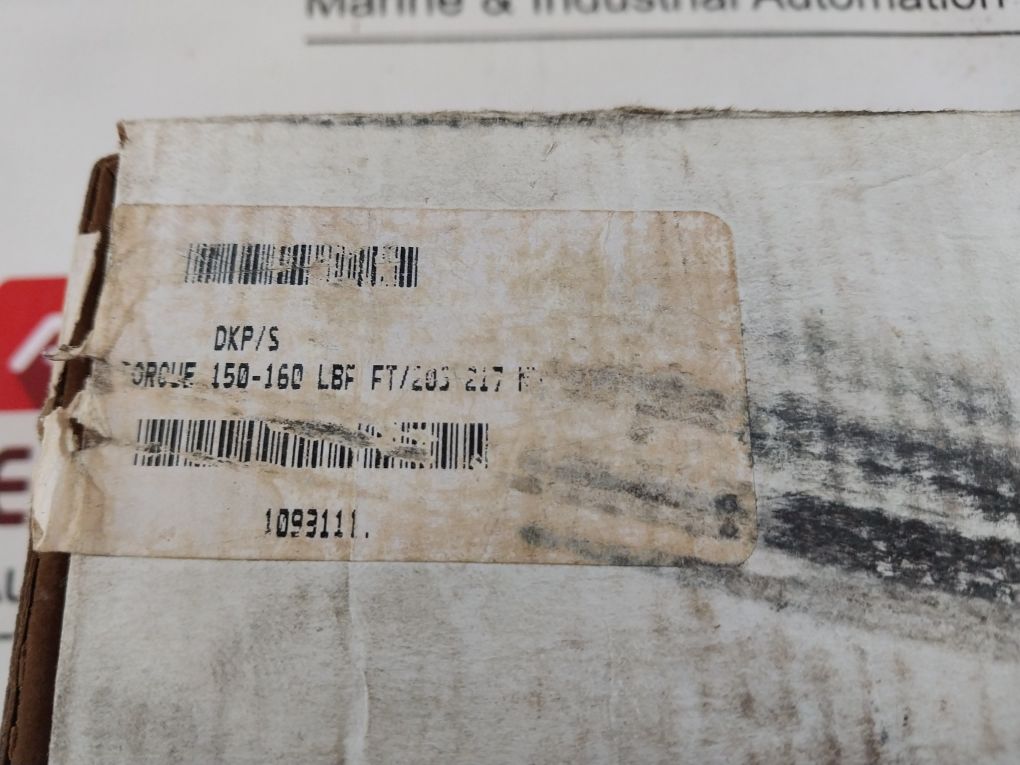 Marine & Industrial Automation
DKP/S
TORQUE 150-160 LBF FT/203 217 N
1093111.